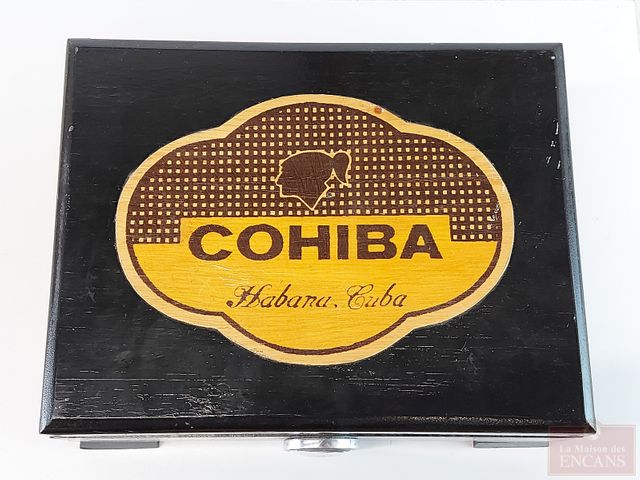 COHIBA
Habana, Cuba
La Maison des
ENCANS